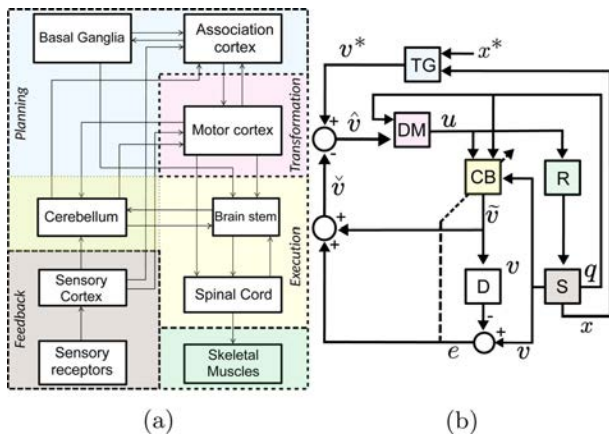 Basal Ganglia
Association cortex
Planning
Motor cortex
Transformation
Cerebellum
Brain stem
Execution
Sensory Cortex
Spinal Cord
Feedback
Sensory receptors
Skeletal Muscles
(a)
v*
TG
x*
+
-
v̂
DM
u
CB
R
v̌
ṽ
+
+
D
v
S
q
-
+
e
v
x
(b)